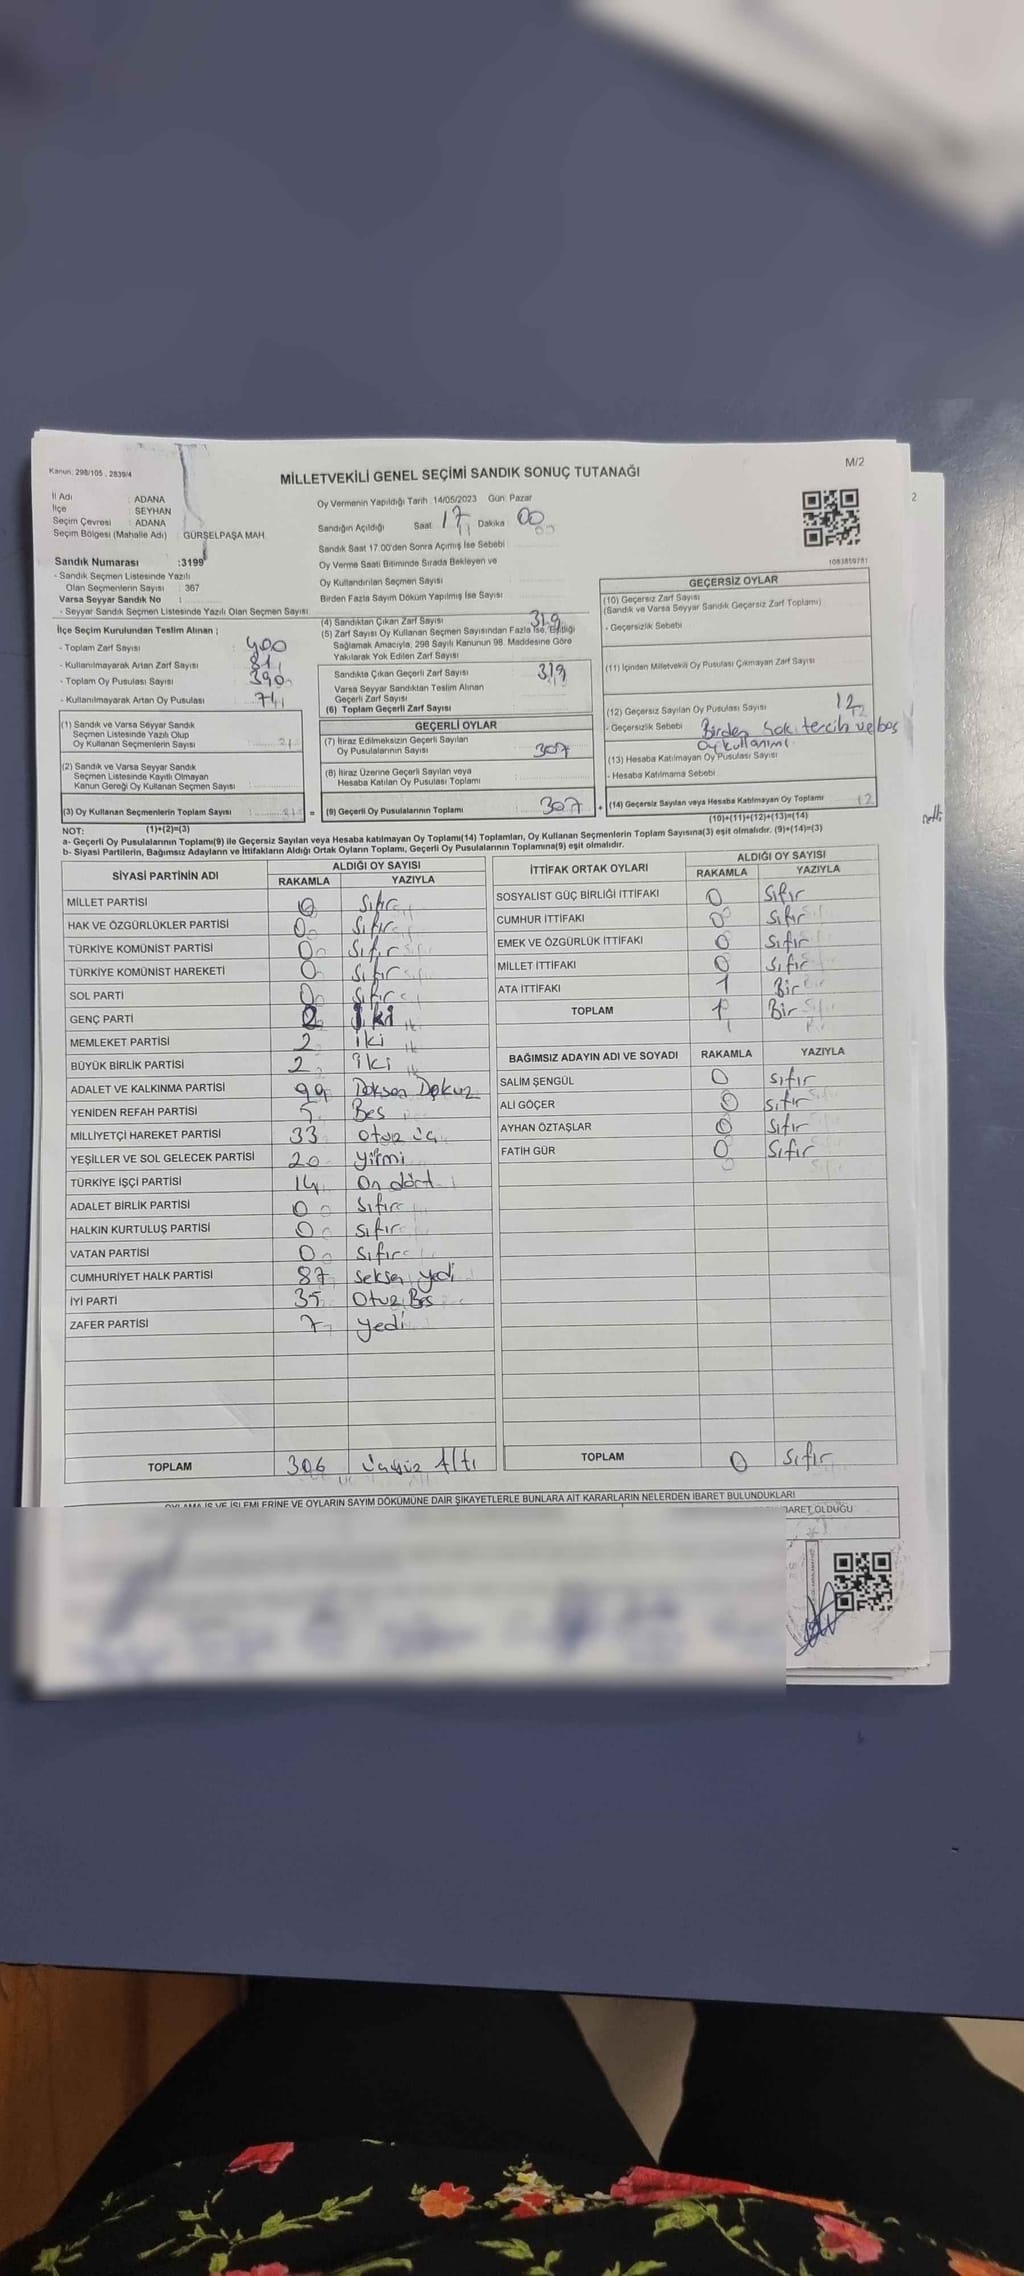 Kanun: 298/105 , 2839/4
MİLLETVEKİLİ GENEL SEÇİMİ SANDIK SONUÇ TUTANAĞI
M/2
2
İl Adı : ADANA
İlçe : SEYHAN
Seçim Çevresi : ADANA
Seçim Bölgesi (Mahalle Adı) : GÜRSELPAŞA MAH.
Sandık Numarası :3199
- Sandık Seçmen Listesinde Yazılı
Olan Seçmenlerin Sayısı : 367
Varsa Seyyar Sandık No :
- Seyyar Sandık Seçmen Listesinde Yazılı Olan Seçmen Sayısı
Oy Vermenin Yapıldığı Tarih :14/05/2023 Gün: Pazar
Sandığın Açıldığı Saat 17 Dakika 00
Sandık Saat 17.00'den Sonra Açılmış İse Sebebi
Oy Verme Saati Bitiminde Sırada Bekleyen ve
Oy Kullandırılan Seçmen Sayısı
Birden Fazla Sayım Döküm Yapılmış İse Sayısı
1083859781
İlçe Seçim Kurulundan Teslim Alınan ;
- Toplam Zarf Sayısı : 400
- Kullanılmayarak Artan Zarf Sayısı : 81
- Toplam Oy Pusulası Sayısı : 390
- Kullanılmayarak Artan Oy Pusulası : 71
(1) Sandık ve Varsa Seyyar Sandık
Seçmen Listesinde Yazılı Olup
Oy Kullanan Seçmenlerin Sayısı
(2) Sandık ve Varsa Seyyar Sandık
Seçmen Listesinde Kayıtlı Olmayan
Kanun Gereği Oy Kullanan Seçmen Sayısı
(3) Oy Kullanan Seçmenlerin Toplam Sayısı =
(4) Sandıktan Çıkan Zarf Sayısı 319
(5) Zarf Sayısı Oy Kullanan Seçmen Sayısından Fazla İse, Eşitliği
Sağlamak Amacıyla, 298 Sayılı Kanunun 98. Maddesine Göre
Yakılarak Yok Edilen Zarf Sayısı
Sandıkta Çıkan Geçerli Zarf Sayısı 319
Varsa Seyyar Sandıktan Teslim Alınan
Geçerli Zarf Sayısı
(6) Toplam Geçerli Zarf Sayısı
GEÇERLİ OYLAR
(7) İtiraz Edilmeksizin Geçerli Sayılan
Oy Pusulalarının Sayısı : 307
(8) İtiraz Üzerine Geçerli Sayılan veya
Hesaba Katılan Oy Pusulası Toplamı :
(9) Geçerli Oy Pusulalarının Toplamı : 307 +
GEÇERSİZ OYLAR
(10) Geçersiz Zarf Sayısı
(Sandık ve Varsa Seyyar Sandık Geçersiz Zarf Toplamı)
- Geçersizlik Sebebi
(11) İçinden Milletvekili Oy Pusulası Çıkmayan Zarf Sayısı
(12) Geçersiz Sayılan Oy Pusulası Sayısı 12
- Geçersizlik Sebebi Birden çok tercih ve boş
oy kullanımı
(13) Hesaba Katılmayan Oy Pusulası Sayısı
- Hesaba Katılmama Sebebi
(14) Geçersiz Sayılan veya Hesaba Katılmayan Oy Toplamı 12
(10)+(11)+(12)+(13)=(14)
NOT: (1)+(2)=(3)
a- Geçerli Oy Pusulalarının Toplamı(9) ile Geçersiz Sayılan veya Hesaba katılmayan Oy Toplamı(14) Toplamları, Oy Kullanan Seçmenlerin Toplam Sayısına(3) eşit olmalıdır. (9)+(14)=(3)
b- Siyasi Partilerin, Bağımsız Adayların ve İttifakların Aldığı Ortak Oyların Toplamı, Geçerli Oy Pusulalarının Toplamına(9) eşit olmalıdır.
SİYASİ PARTİNİN ADI ALDIĞI OY SAYISI
RAKAMLA YAZIYLA
MİLLET PARTİSİ 0 Sıfır
HAK VE ÖZGÜRLÜKLER PARTİSİ 0 Sıfır
TÜRKİYE KOMÜNİST PARTİSİ 0 Sıfır
TÜRKİYE KOMÜNİST HAREKETİ 0 Sıfır
SOL PARTİ 0 Sıfır
GENÇ PARTİ 2 iki
MEMLEKET PARTİSİ 2 iki
BÜYÜK BİRLİK PARTİSİ 2 iki
ADALET VE KALKINMA PARTİSİ 99 Doksan Dokuz
YENİDEN REFAH PARTİSİ 5 Beş
MİLLİYETÇİ HAREKET PARTİSİ 33 otuz üç
YEŞİLLER VE SOL GELECEK PARTİSİ 20 yirmi
TÜRKİYE İŞÇİ PARTİSİ 14 On dört
ADALET BİRLİK PARTİSİ 0 sıfır
HALKIN KURTULUŞ PARTİSİ 0 sıfır
VATAN PARTİSİ 0 sıfır
CUMHURİYET HALK PARTİSİ 87 seksen yedi
İYİ PARTİ 35 Otuz Beş
ZAFER PARTİSİ 7 yedi
TOPLAM 306 üçyüz Altı
İTTİFAK ORTAK OYLARI ALDIĞI OY SAYISI
RAKAMLA YAZIYLA
SOSYALİST GÜÇ BİRLİĞİ İTTİFAKI 0 sıfır
CUMHUR İTTİFAKI 0 sıfır
EMEK VE ÖZGÜRLÜK İTTİFAKI 0 sıfır
MİLLET İTTİFAKI 0 sıfır
ATA İTTİFAKI 1 Bir
TOPLAM 1 Bir
BAĞIMSIZ ADAYIN ADI VE SOYADI RAKAMLA YAZIYLA
SALİM ŞENGÜL 0 sıfır
ALİ GÖÇER 0 sıfır
AYHAN ÖZTAŞLAR 0 sıfır
FATİH GÜR 0 sıfır
TOPLAM 0 sıfır
OYLAMA İŞ VE İŞLEMLERİNE VE OYLARIN SAYIM DÖKÜMÜNE DAİR ŞİKAYETLERLE BUNLARA AİT KARARLARIN NELERDEN İBARET BULUNDUKLARI
İBARET OLDUĞU